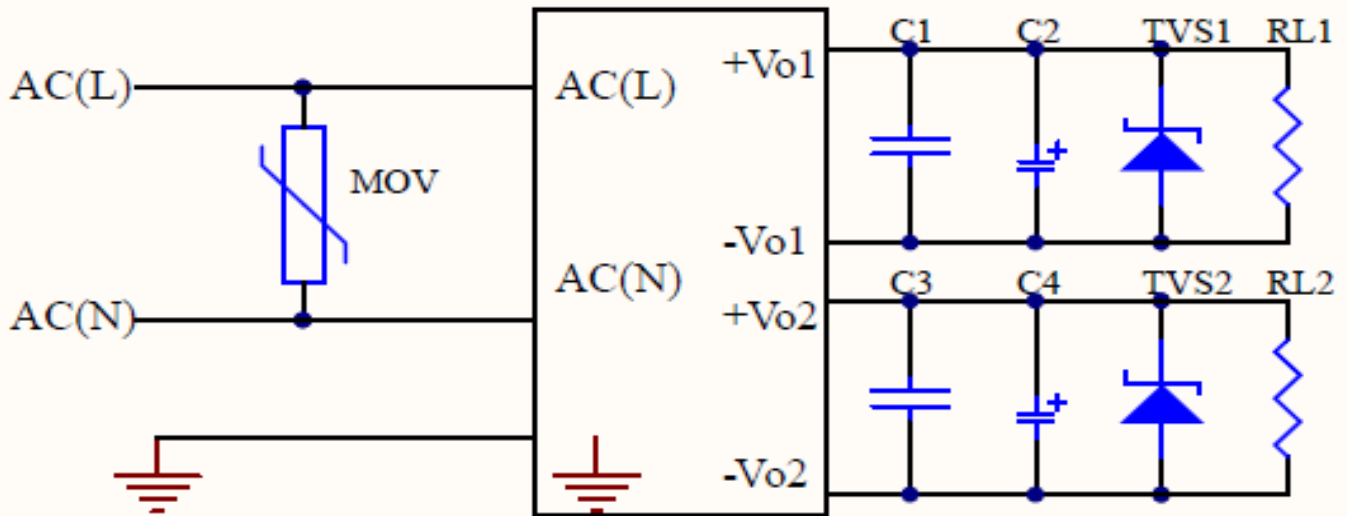 C1 C2 TVS1 RL1
AC(L) AC(L) +Vo1
MOV
-Vo1
AC(N) AC(N) C3 C4 TVS2 RL2
+Vo2
-Vo2